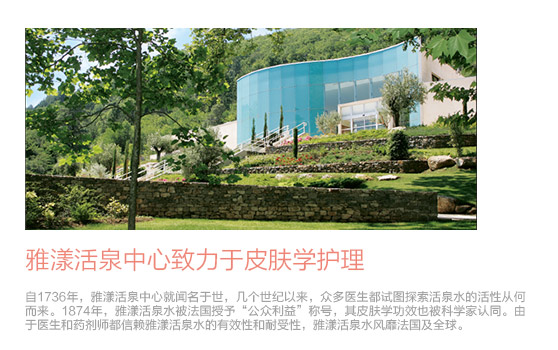 雅漾活泉中心致力于皮肤学护理
自1736年，雅漾活泉中心就闻名于世，几个世纪以来，众多医生都试图探索活泉水的活性从何
而来。1874年，雅漾活泉水被法国授予“公众利益”称号，其皮肤学功效也被科学家认同。由
于医生和药剂师都信赖雅漾活泉水的有效性和耐受性，雅漾活泉水风靡法国及全球。